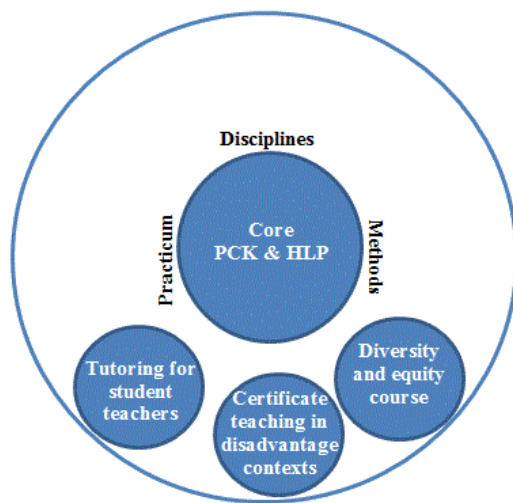 Disciplines
Practicum
Core
PCK & HLP
Methods
Tutoring for
student
teachers
Certificate
teaching in
disadvantage
contexts
Diversity
and equity
course